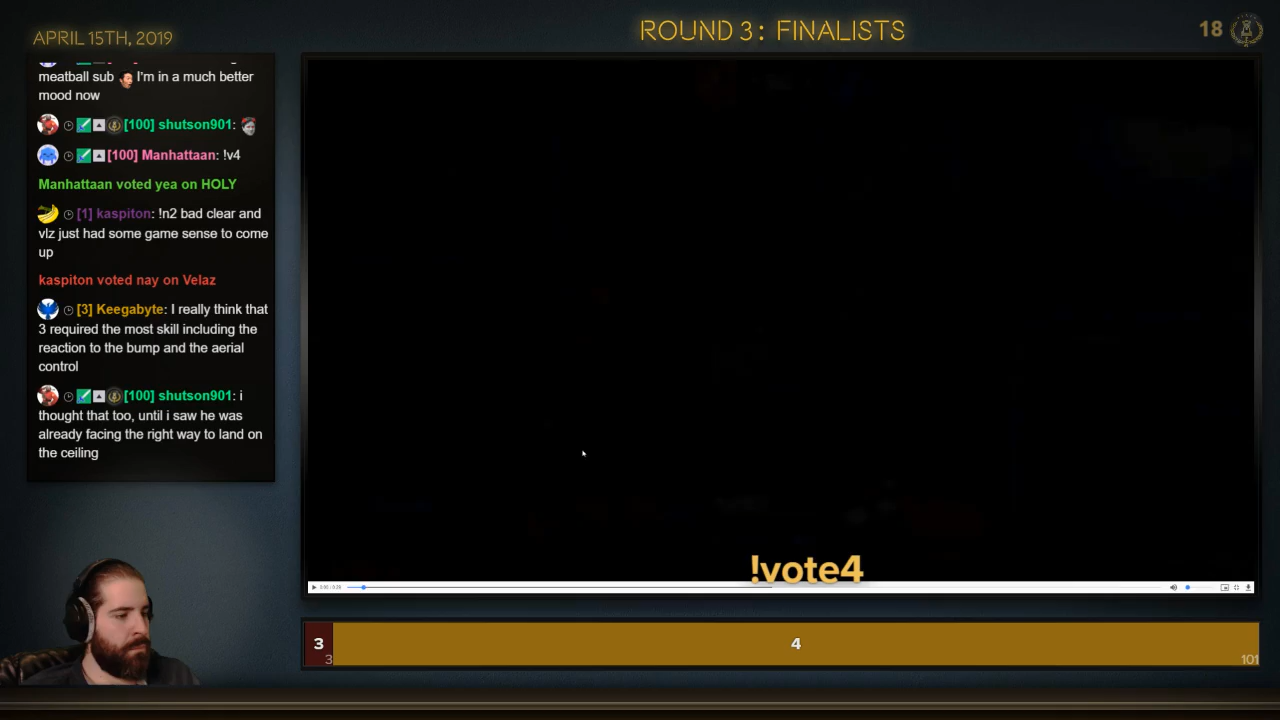 APRIL 15TH, 2019
ROUND 3: FINALISTS
18
meatball sub I'm in a much better
mood now
[100] shutson901:
[100] Manhattaan: !v4
Manhattaan voted yea on HOLY
[1] kaspiton: !n2 bad clear and
vlz just had some game sense to come
up
kaspiton voted nay on Velaz
[3] Keegabyte: I really think that
3 required the most skill including the
reaction to the bump and the aerial
control
[100] shutson901: i
thought that too, until i saw he was
already facing the right way to land on
the ceiling
!vote4
3
3
4
101